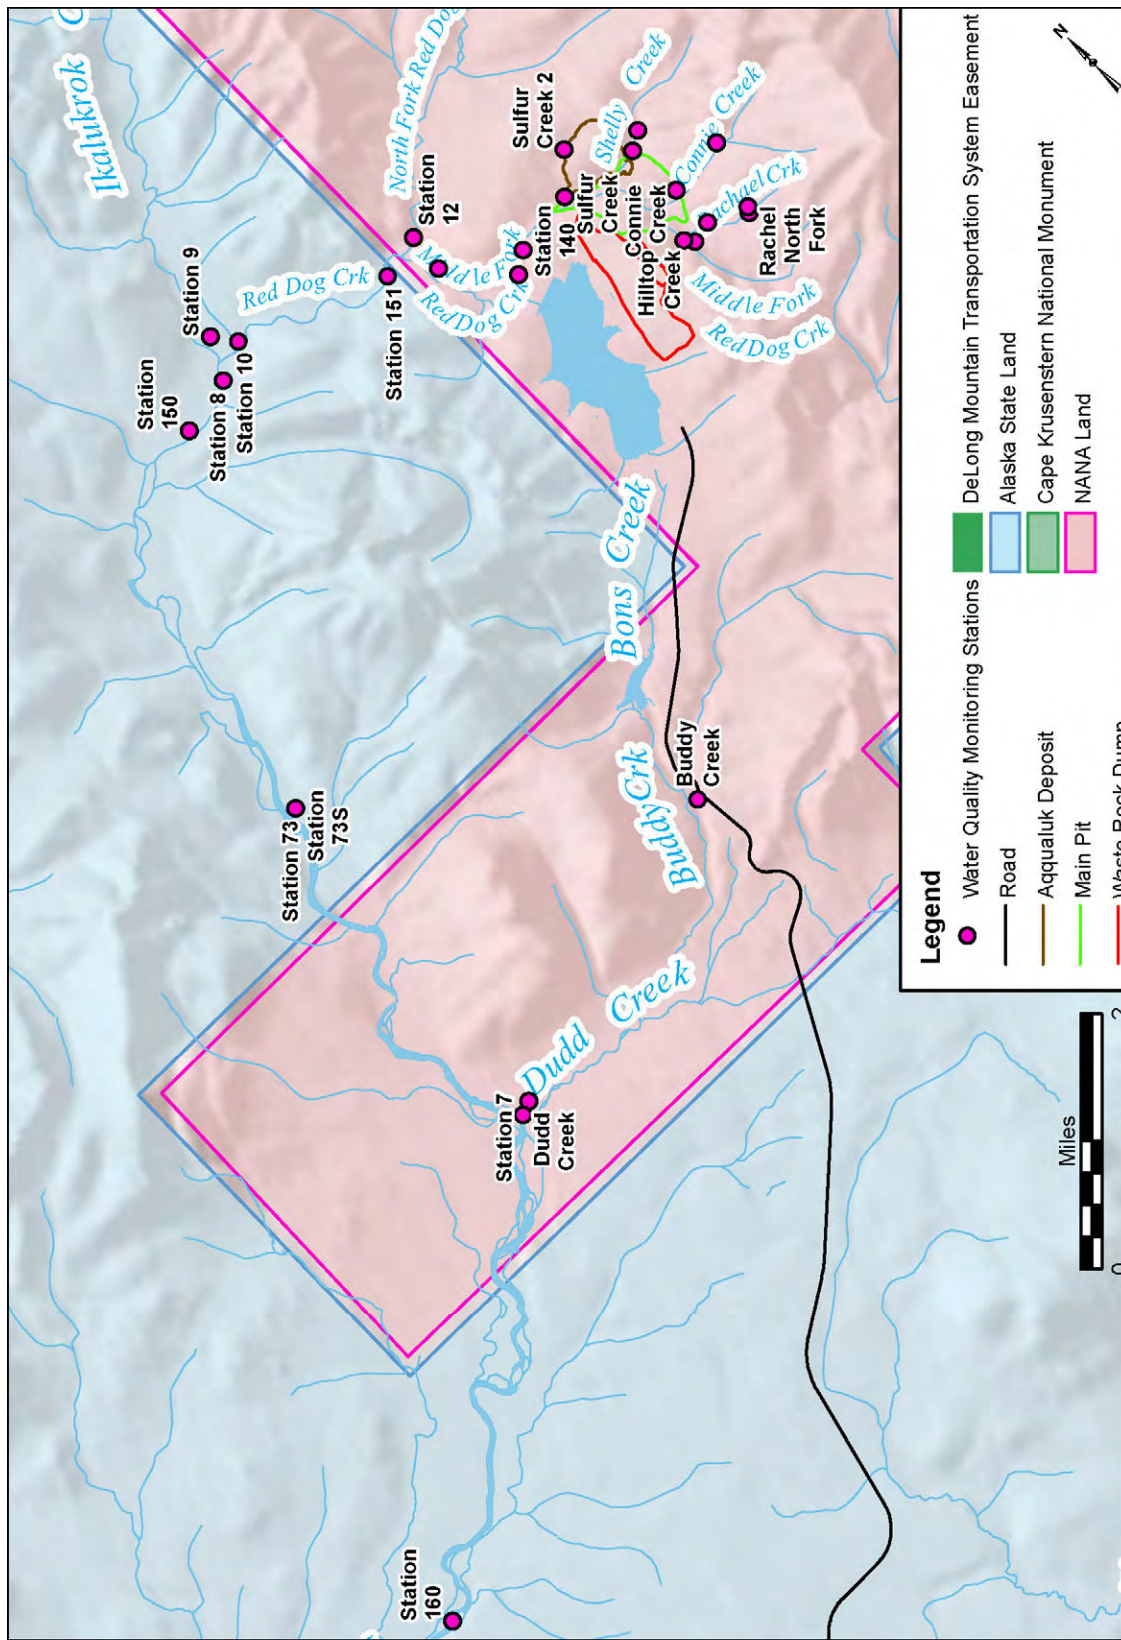 Ikalukrok C
North Fork Red Dog
Station
12
Sulfur
Creek 2
Shelly
Creek
Connie Creek
Rachael Crk
Station 9
Red Dog Crk
Station 151
Middle Fork
Red Dog Crk
Station
140
Sulfur
Creek
Connie
Creek
Hilltop
Creek
Rachel
North
Fork
Middle Fork
Red Dog Crk
Station
150
Station 8
Station 10
Bons Creek
Station 73
Station
73S
Buddy Crk
Buddy
Creek
Station 7
Dudd
Creek
Dudd Creek
Station
160
N
Miles
0
2
Legend
Water Quality Monitoring Stations
Road
Aqqualuk Deposit
Main Pit
Waste Rock Dump
DeLong Mountain Transportation System Easement
Alaska State Land
Cape Krusenstern National Monument
NANA Land